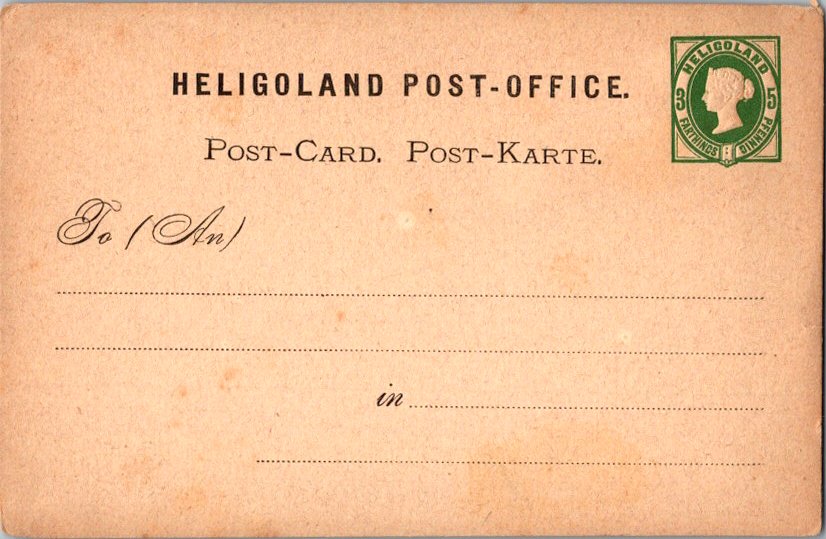 HELIGOLAND POST-OFFICE.
HELIGOLAND
3 5
FARTHINGS PFENNIG
POST-CARD. POST-KARTE.
To (An)
in